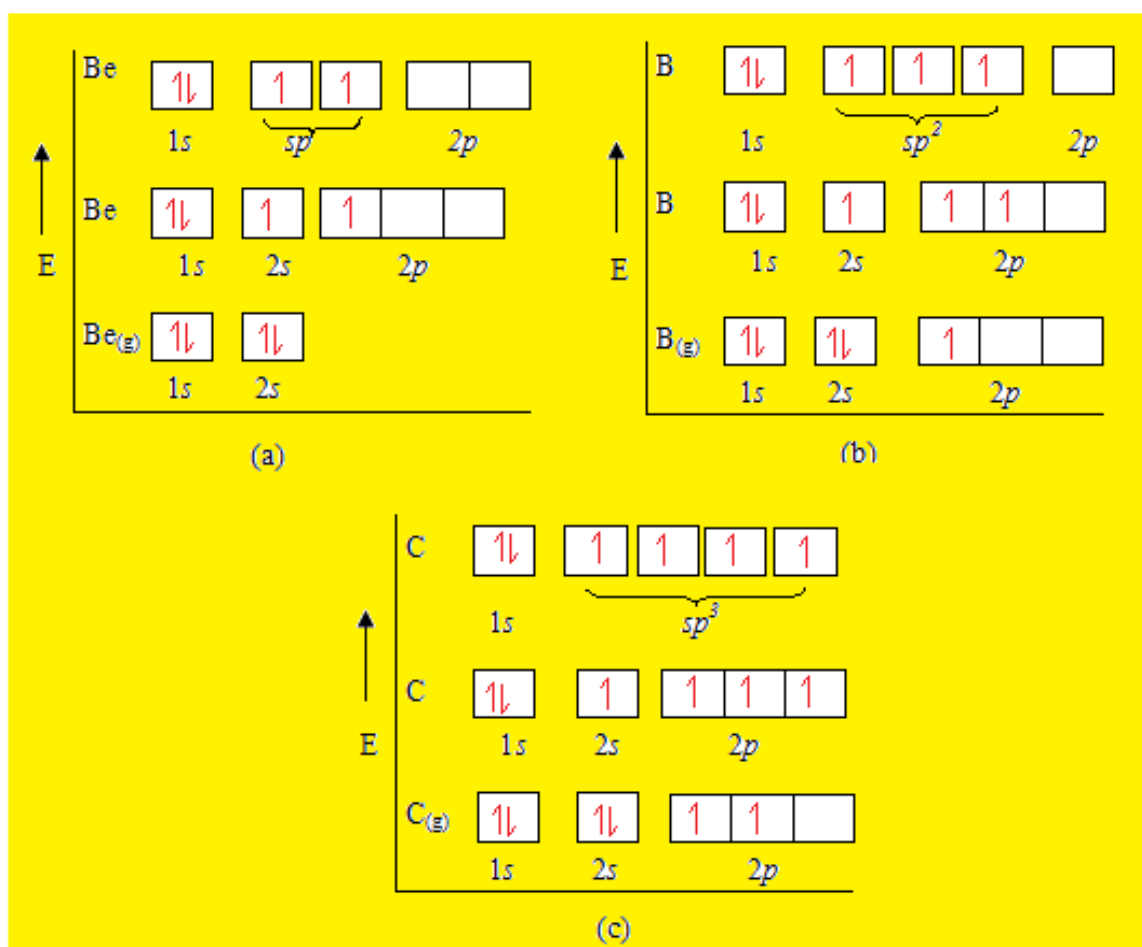 Be
1s sp 2p
Be
1s 2s 2p
E
Be(g)
1s 2s
(a)
B
1s sp² 2p
B
1s 2s 2p
E
B(g)
1s 2s 2p
(b)
C
1s sp³
C
1s 2s 2p
E
C(g)
1s 2s 2p
(c)